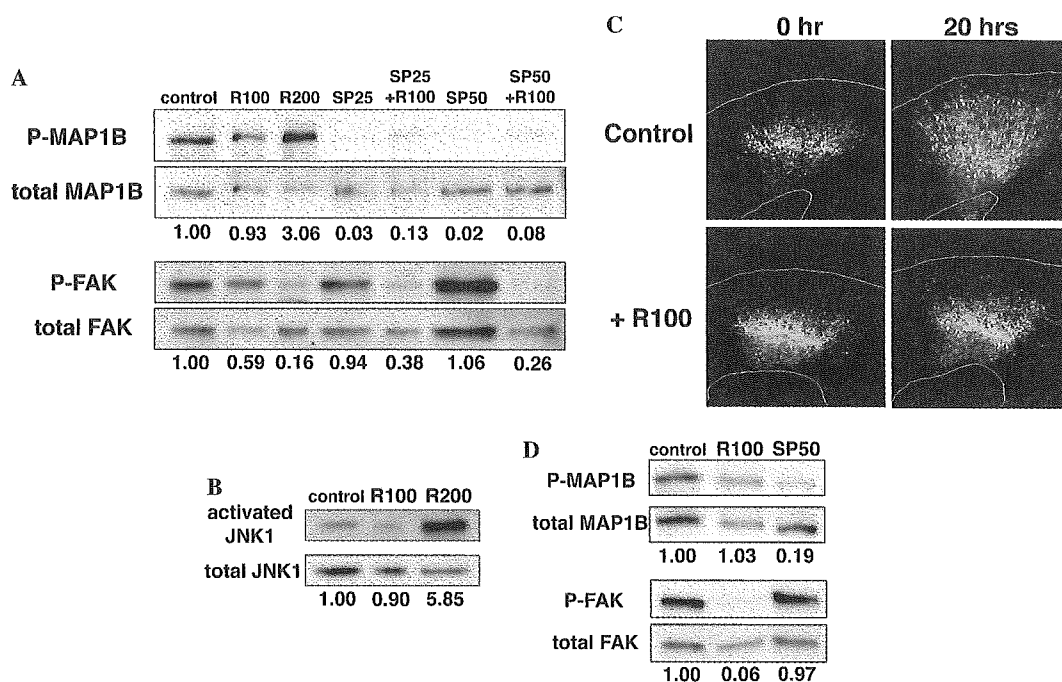 A
control R100 R200 SP25 SP25 +R100 SP50 SP50 +R100
P-MAP1B
total MAP1B
1.00 0.93 3.06 0.03 0.13 0.02 0.08
P-FAK
total FAK
1.00 0.59 0.16 0.94 0.38 1.06 0.26
B
control R100 R200
activated JNK1
total JNK1
1.00 0.90 5.85
C
0 hr 20 hrs
Control
+ R100
D
control R100 SP50
P-MAP1B
total MAP1B
1.00 1.03 0.19
P-FAK
total FAK
1.00 0.06 0.97